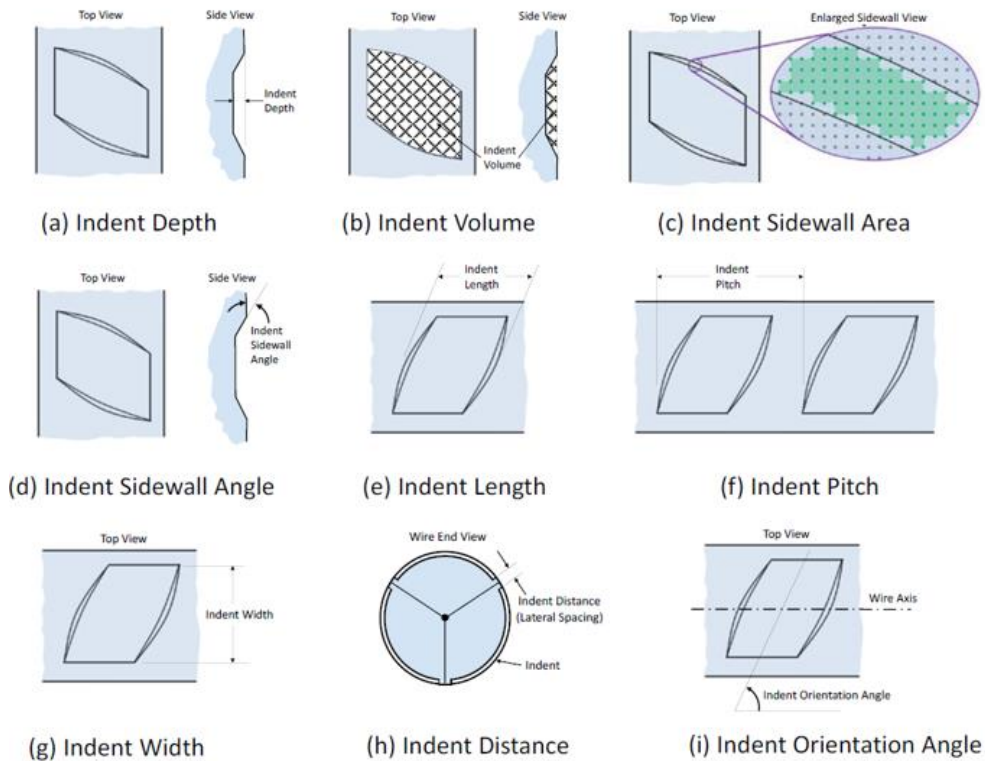 Top View
Side View
Indent
Depth
(a) Indent Depth
Top View
Side View
Indent
Volume
(b) Indent Volume
Top View
Enlarged Sidewall View
(c) Indent Sidewall Area
Top View
Side View
Indent
Sidewall
Angle
(d) Indent Sidewall Angle
Indent
Length
(e) Indent Length
Indent
Pitch
(f) Indent Pitch
Top View
Indent Width
(g) Indent Width
Wire End View
Indent Distance
(Lateral Spacing)
Indent
(h) Indent Distance
Top View
Wire Axis
Indent Orientation Angle
(i) Indent Orientation Angle